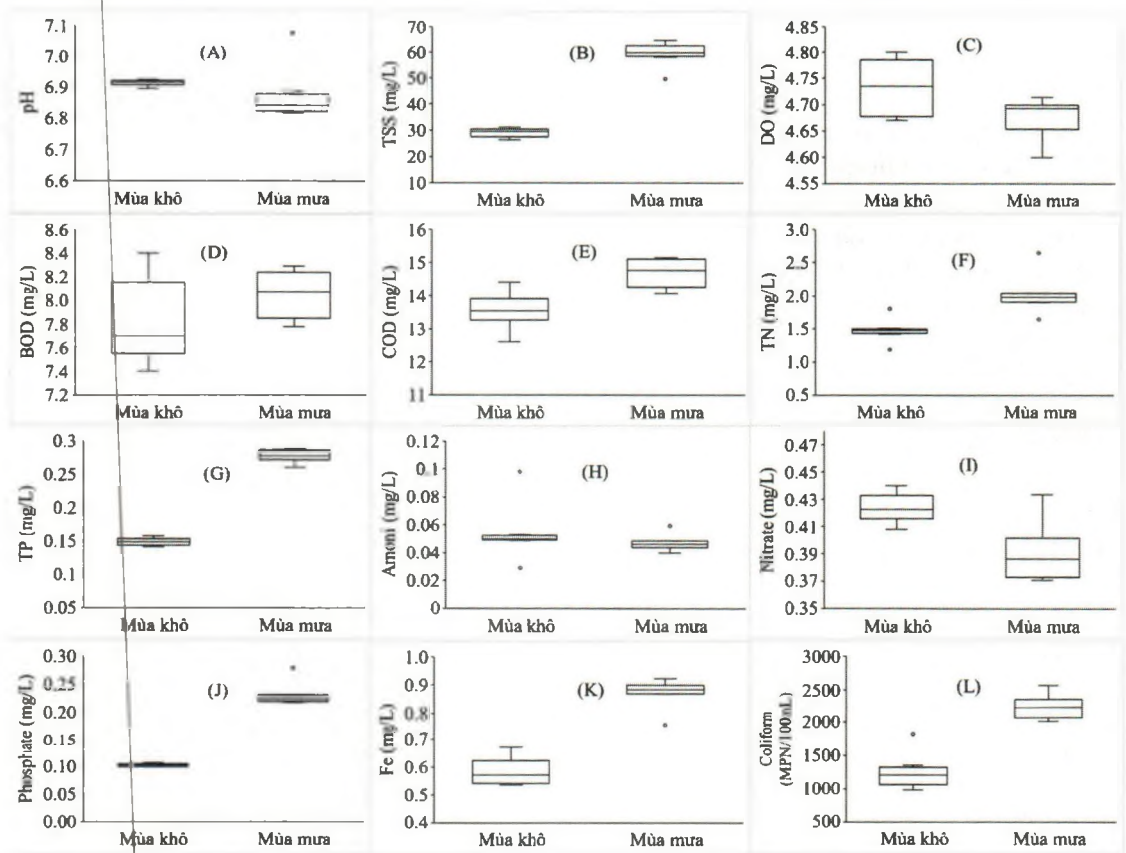 (A)
pH
7.1
7.0
6.9
6.8
6.7
6.6
Mùa khô Mùa mưa
(B)
TSS (mg/L)
70
60
50
40
30
20
10
Mùa khô Mùa mưa
(C)
DO (mg/L)
4.85
4.80
4.75
4.70
4.65
4.60
4.55
Mùa khô Mùa mưa
(D)
BOD (mg/L)
8.6
8.4
8.2
8.0
7.8
7.6
7.4
7.2
Mùa khô Mùa mưa
(E)
COD (mg/L)
16
15
14
13
12
11
Mùa khô Mùa mưa
(F)
TN (mg/L)
3.0
2.5
2.0
1.5
1.0
0.5
Mùa khô Mùa mưa
(G)
TP (mg/L)
0.3
0.25
0.2
0.15
0.1
0.05
Mùa khô Mùa mưa
(H)
Amoni (mg/L)
0.12
0.1
0.08
0.06
0.04
0.02
0
Mùa khô Mùa mưa
(I)
Nitrate (mg/L)
0.47
0.45
0.43
0.41
0.39
0.37
0.35
Mùa khô Mùa mưa
(J)
Phosphate (mg/L)
0.30
0.25
0.20
0.15
0.10
0.05
0.00
Mùa khô Mùa mưa
(K)
Fe (mg/L)
1.0
0.9
0.8
0.7
0.6
0.5
0.4
Mùa khô Mùa mưa
(L)
Coliform
(MPN/100mL)
3000
2500
2000
1500
1000
500
Mùa khô Mùa mưa